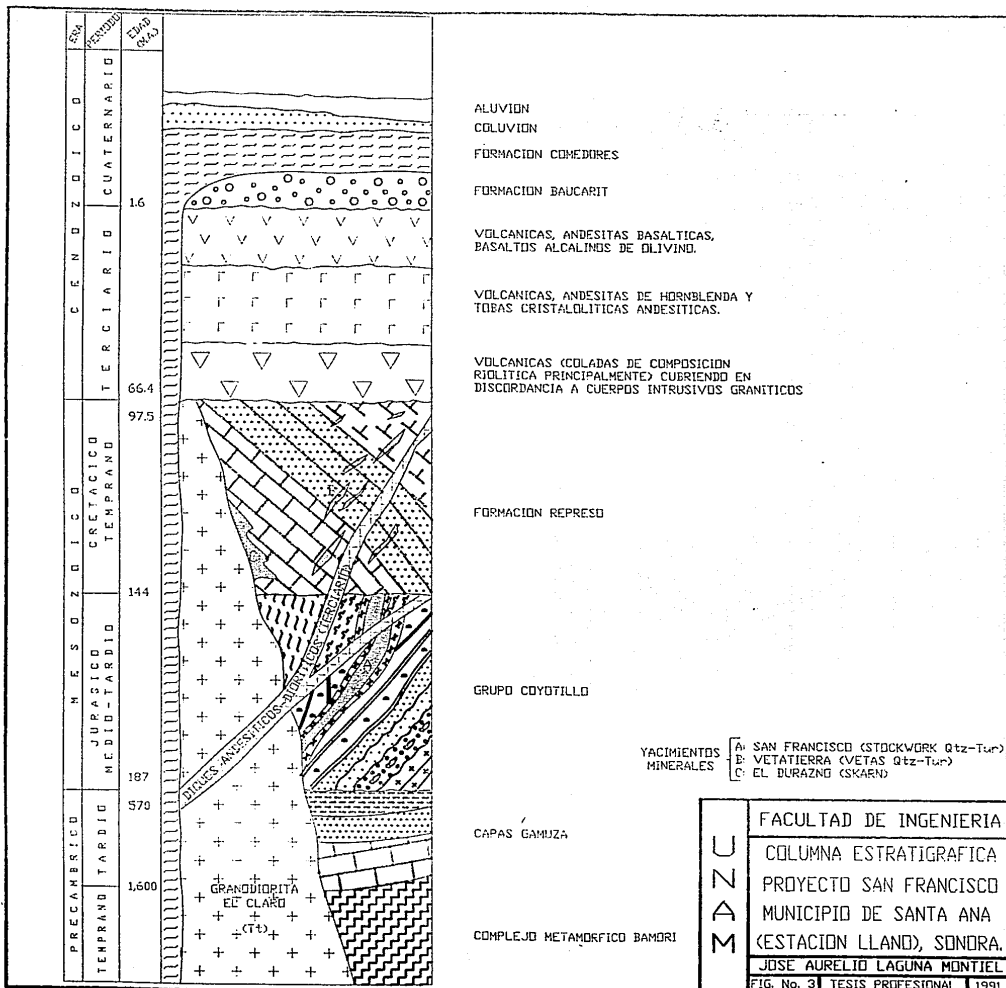 ERA
PERIODO
EDAD
(MA)
CENOZOICO
CUATERNARIO
TERCIARIO
MESOZOICO
CRETACICO
TEMPRANO
JURASICO
MEDIO-TARDIO
PRECAMBRICO
TARDIO
TEMPRANO
1.6
66.4
97.5
144
187
570
1,600
ALUVION
COLUVION
FORMACION COMEDORES
FORMACION BAUCARIT
VOLCANICAS, ANDESITAS BASALTICAS,
BASALTOS ALCALINOS DE OLIVINO.
VOLCANICAS, ANDESITAS DE HORNBLENDA Y
TOBAS CRISTALOLITICAS ANDESITICAS.
VOLCANICAS (COLADAS DE COMPOSICION
RIOLITICA PRINCIPALMENTE) CUBRIENDO EN
DISCORDANCIA A CUERPOS INTRUSIVOS GRANITICOS
FORMACION REPRESO
DIQUES ANDESITICOS-DIORITICOS (TERCIARIO)
GRUPO COYOTILLO
YACIMIENTOS
MINERALES
A: SAN FRANCISCO (STOCKWORK Qtz-Tur)
B: VETATIERRA (VETAS Qtz-Tur)
C: EL DURAZNO (SKARN)
CAPAS GAMUZA
GRANODIORITA
EL CLARO
(Tt)
COMPLEJO METAMORFICO BAMORI
UNAM
FACULTAD DE INGENIERIA
COLUMNA ESTRATIGRAFICA
PROYECTO SAN FRANCISCO
MUNICIPIO DE SANTA ANA
(ESTACION LLANO), SONORA.
JOSE AURELIO LAGUNA MONTIEL
FIG. No. 3 TESIS PROFESIONAL 1991